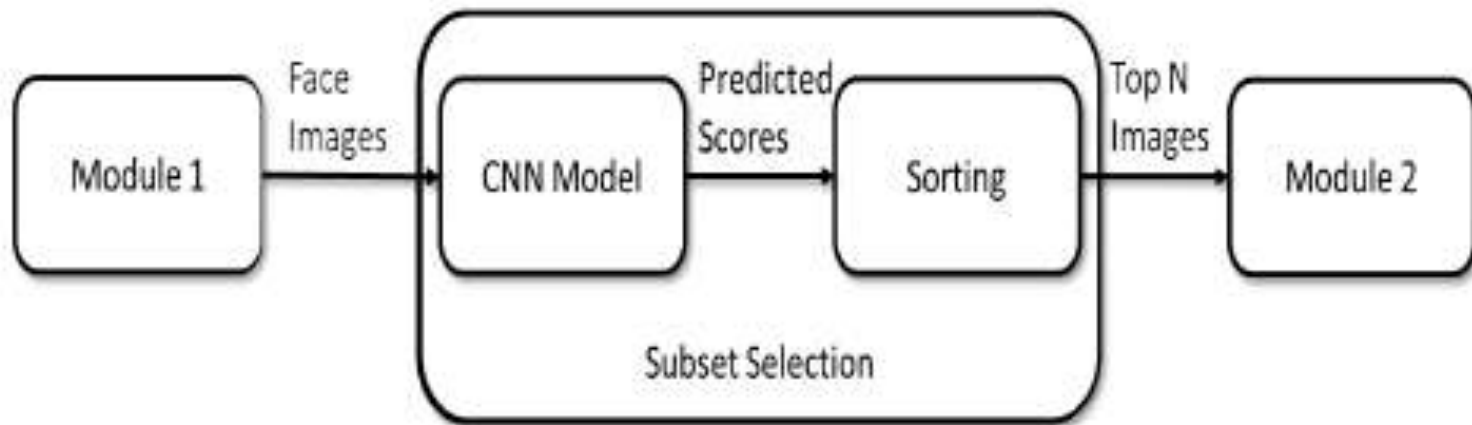 Module 1
Face
Images
CNN Model
Predicted
Scores
Sorting
Top N
Images
Module 2
Subset Selection